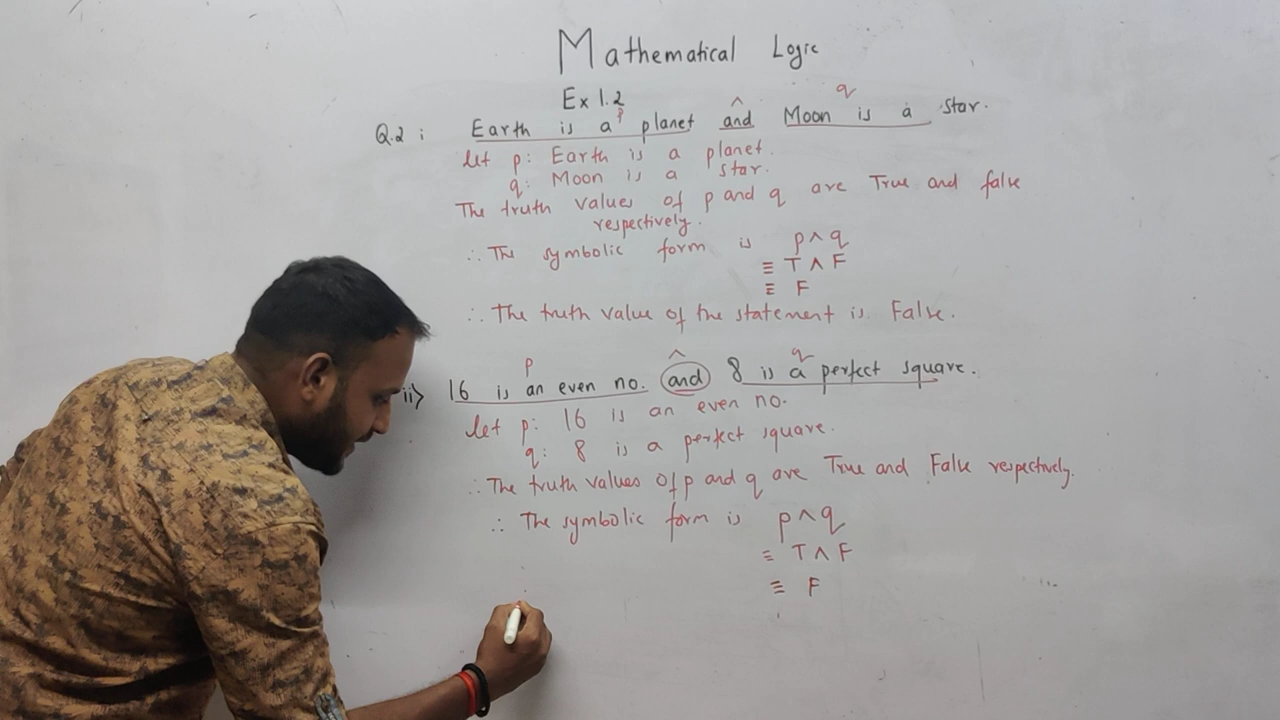 Mathematical Logic
Ex 1.2
p ^ q
Q.2 : Earth is a planet and Moon is a star.
let p: Earth is a planet.
q: Moon is a star.
The truth values of p and q are True and false
respectively.
∴ The symbolic form is p ∧ q
≡ T ∧ F
≡ F
∴ The truth value of the statement is False.
p ^ q
ii) 16 is an even no. and 8 is a perfect square.
let p: 16 is an even no.
q: 8 is a perfect square.
∴ The truth values of p and q are True and False respectively.
∴ The symbolic form is p ∧ q
≡ T ∧ F
≡ F